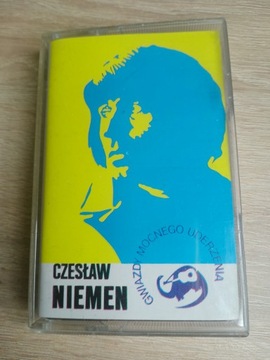 CZESŁAW
NIEMEN
GWIAZDY MOCNEGO UDERZENIA